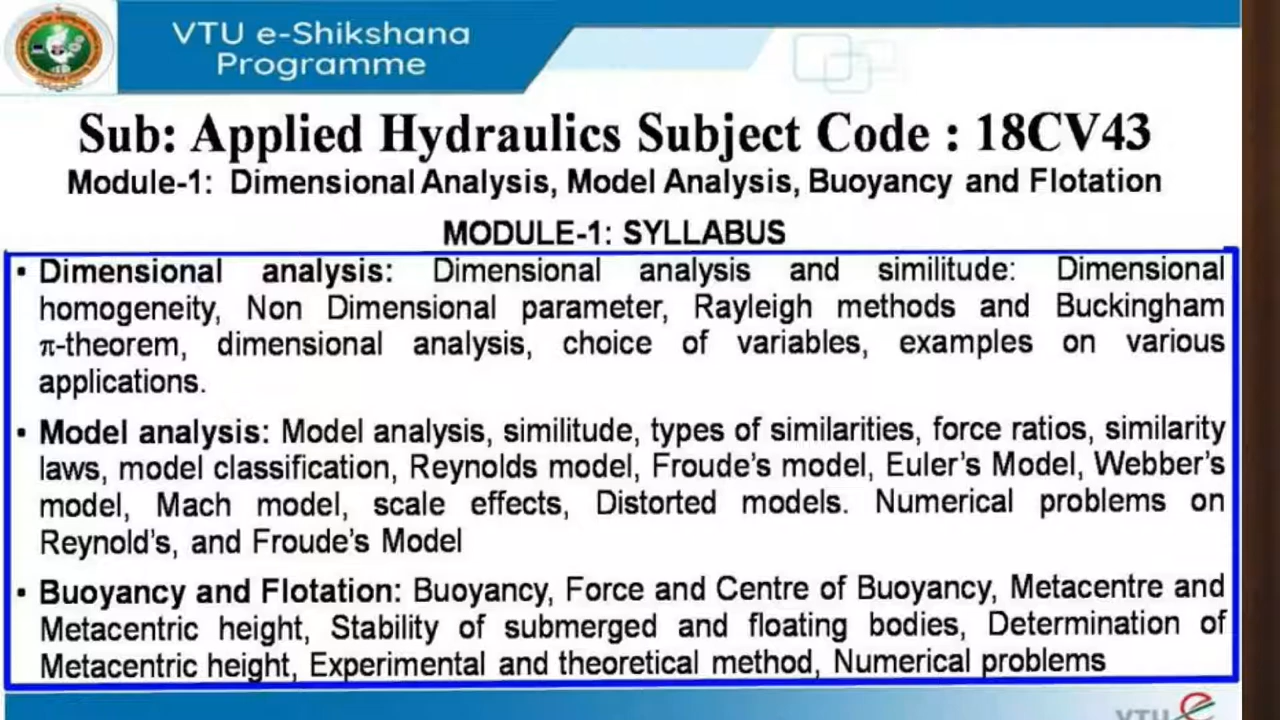 VTU e-Shikshana
Programme
Sub: Applied Hydraulics Subject Code : 18CV43
Module-1: Dimensional Analysis, Model Analysis, Buoyancy and Flotation
MODULE-1: SYLLABUS
▪ Dimensional analysis: Dimensional analysis and similitude: Dimensional
homogeneity, Non Dimensional parameter, Rayleigh methods and Buckingham
π-theorem, dimensional analysis, choice of variables, examples on various
applications.
▪ Model analysis: Model analysis, similitude, types of similarities, force ratios, similarity
laws, model classification, Reynolds model, Froude's model, Euler's Model, Webber's
model, Mach model, scale effects, Distorted models. Numerical problems on
Reynold's, and Froude's Model
▪ Buoyancy and Flotation: Buoyancy, Force and Centre of Buoyancy, Metacentre and
Metacentric height, Stability of submerged and floating bodies, Determination of
Metacentric height, Experimental and theoretical method, Numerical problems
VTU e